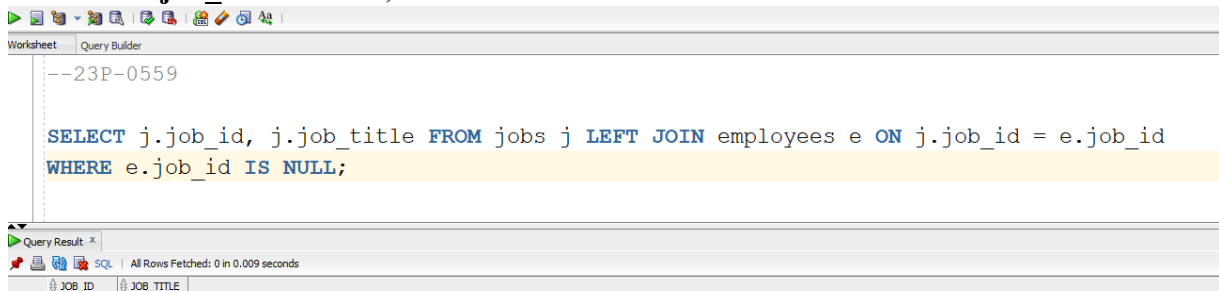 Worksheet Query Builder
--23P-0559
SELECT j.job_id, j.job_title FROM jobs j LEFT JOIN employees e ON j.job_id = e.job_id
WHERE e.job_id IS NULL;
Query Result x
SQL | All Rows Fetched: 0 in 0.009 seconds
JOB_ID JOB_TITLE